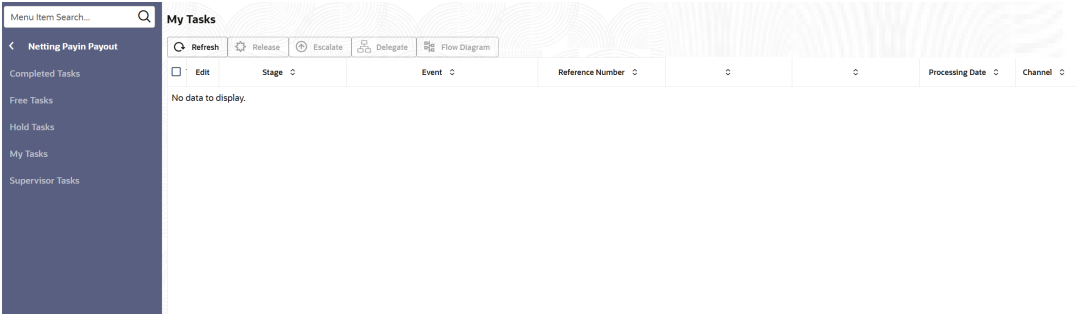 Menu Item Search...
My Tasks
Netting Payin Payout
Refresh Release Escalate Delegate Flow Diagram
Edit Stage Event Reference Number Processing Date Channel
Completed Tasks
No data to display.
Free Tasks
Hold Tasks
My Tasks
Supervisor Tasks